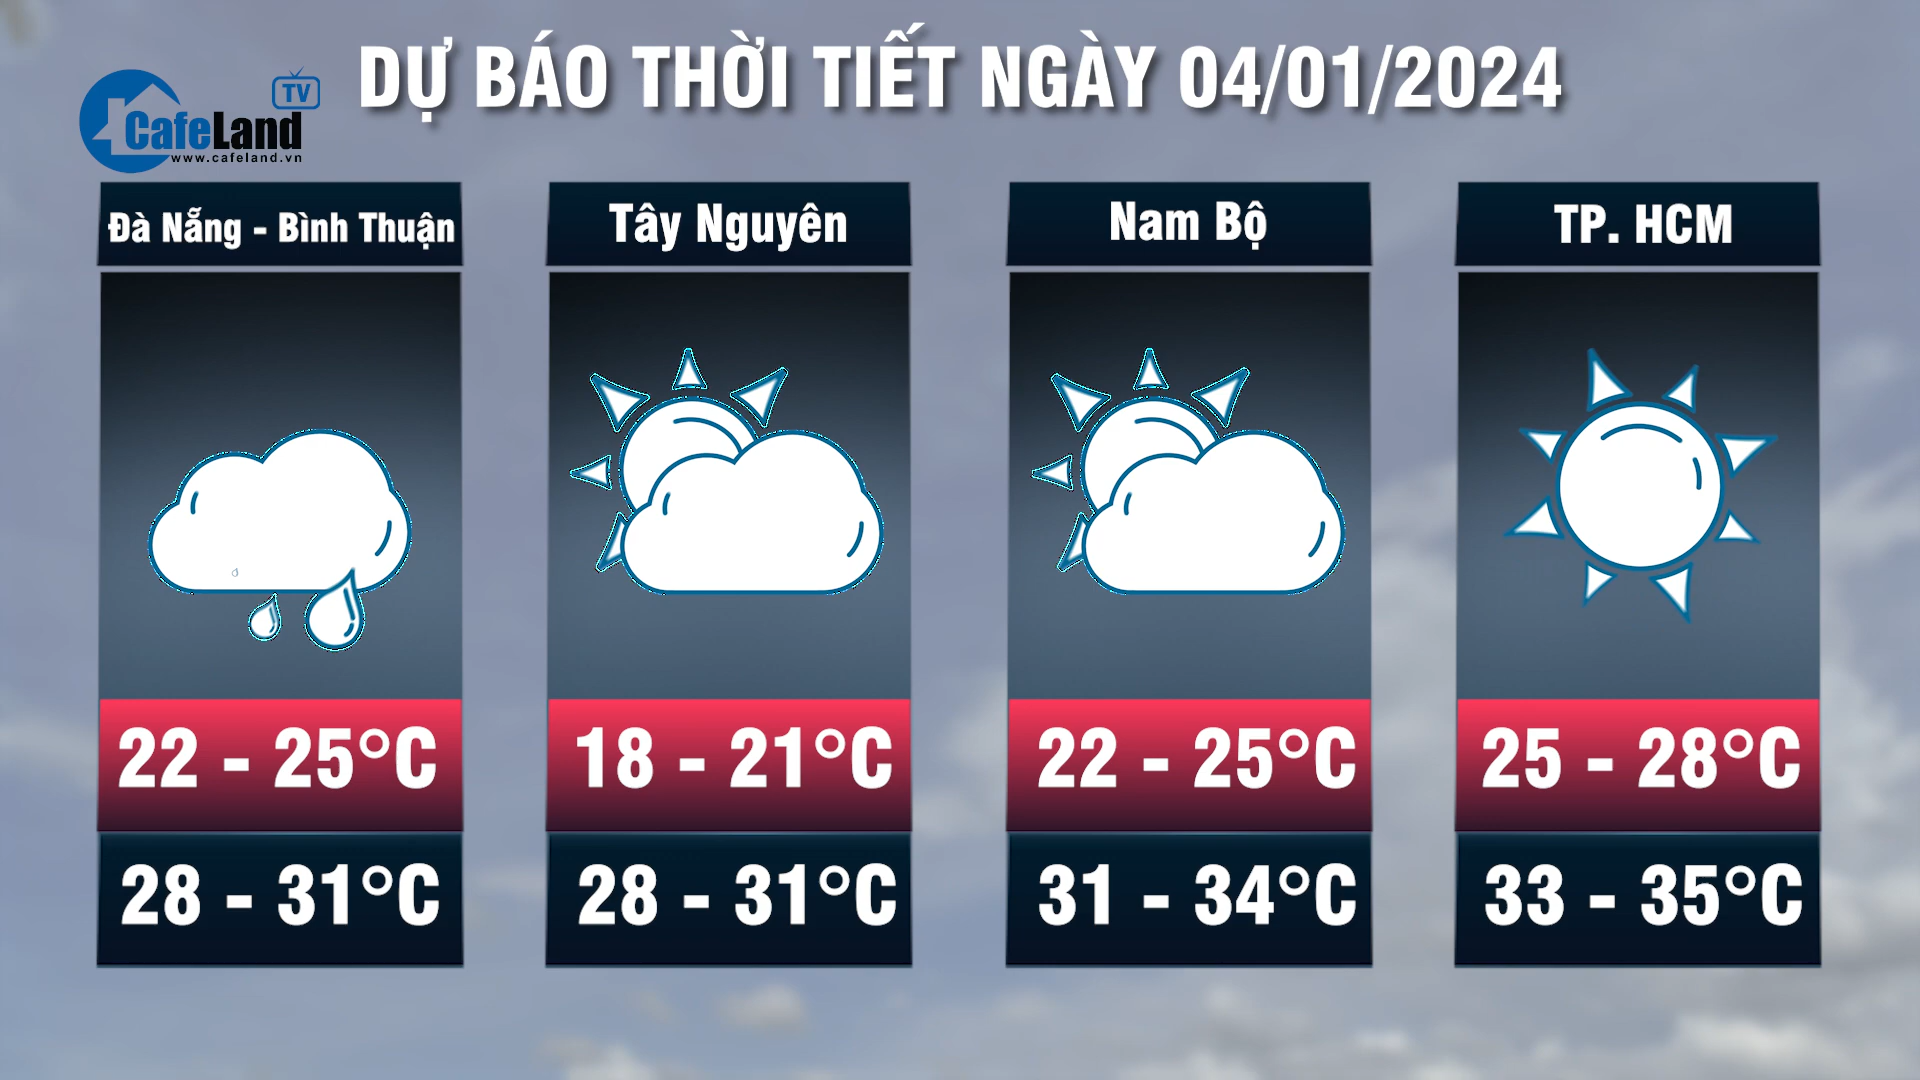 DỰ BÁO THỜI TIẾT NGÀY 04/01/2024
TV
CafeLand
www.cafeland.vn
Đà Nẵng - Bình Thuận
22 - 25°C
28 - 31°C
Tây Nguyên
18 - 21°C
28 - 31°C
Nam Bộ
22 - 25°C
31 - 34°C
TP. HCM
25 - 28°C
33 - 35°C